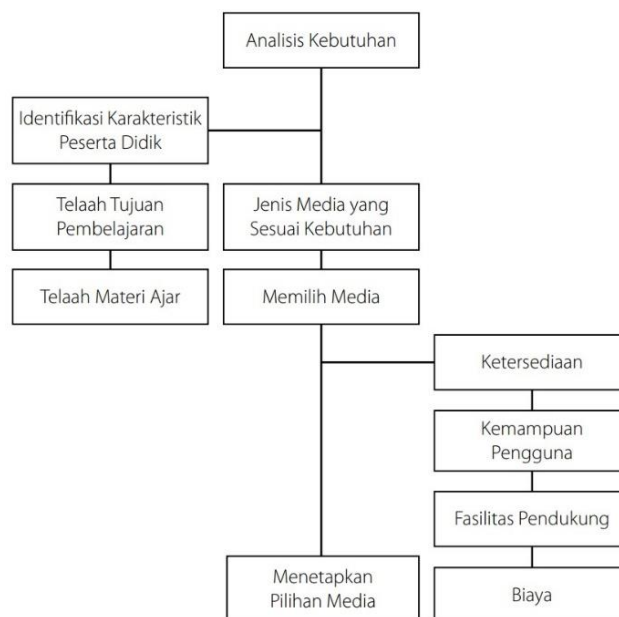 Analisis Kebutuhan
Identifikasi Karakteristik
Peserta Didik
Telaah Tujuan
Pembelajaran
Jenis Media yang
Sesuai Kebutuhan
Telaah Materi Ajar
Memilih Media
Ketersediaan
Kemampuan
Pengguna
Fasilitas Pendukung
Menetapkan
Pilihan Media
Biaya